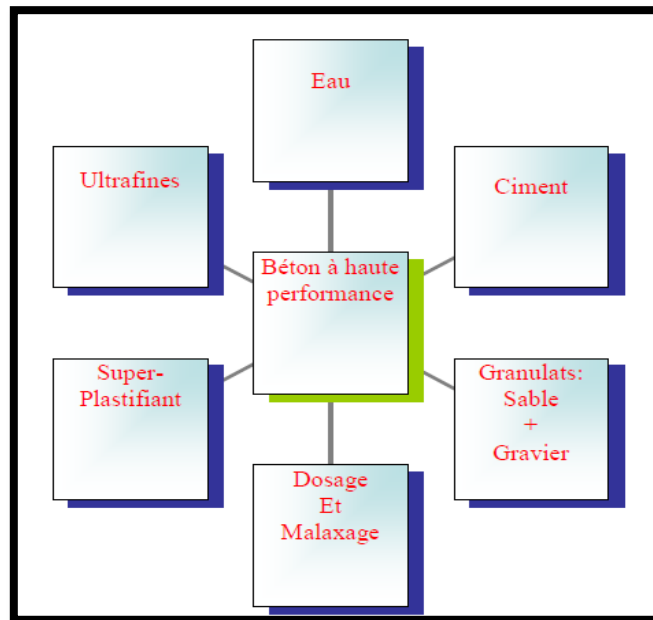 Eau
Ultrafines
Ciment
Béton à haute
performance
Super-
Plastifiant
Granulats:
Sable
+
Gravier
Dosage
Et
Malaxage